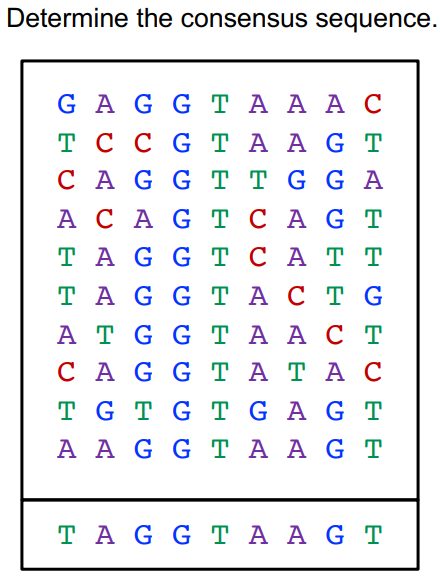 Determine the consensus sequence.
G A G G T A A A C
T C C G T A A G T
C A G G T T G G A
A C A G T C A G T
T A G G T C A T T
T A G G T A C T G
A T G G T A A C T
C A G G T A T A C
T G T G T G A G T
A A G G T A A G T
T A G G T A A G T